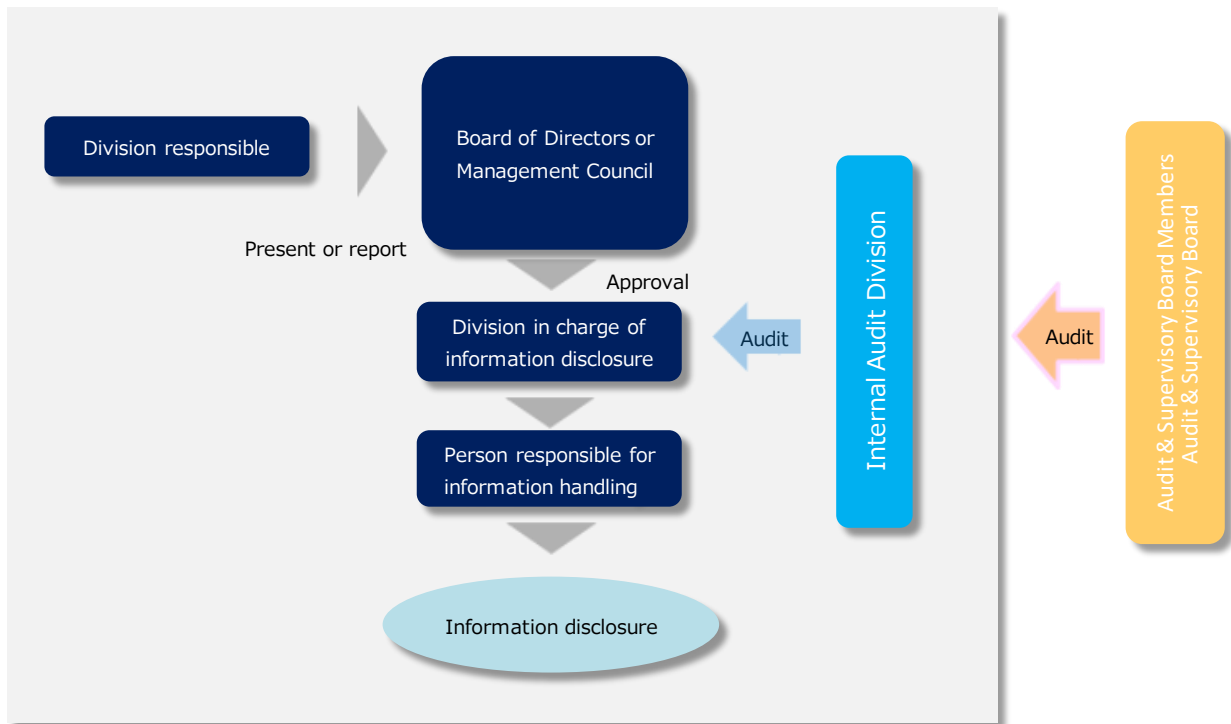 Division responsible
Board of Directors or
Management Council
Present or report
Approval
Division in charge of
information disclosure
Audit
Internal Audit Division
Audit
Audit & Supervisory Board Members
Audit & Supervisory Board
Person responsible for
information handling
Information disclosure